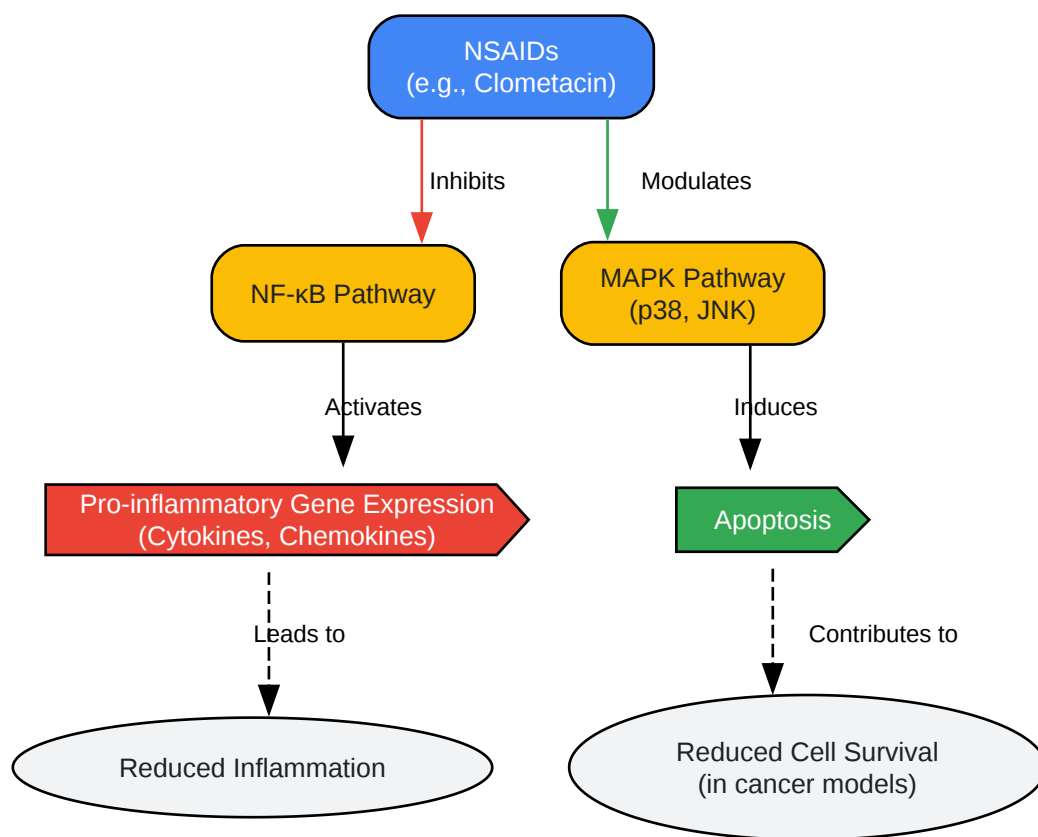 NSAIDs
(e.g., Clometacin)
Inhibits
Modulates
NF-κB Pathway
MAPK Pathway
(p38, JNK)
Activates
Induces
Pro-inflammatory Gene Expression
(Cytokines, Chemokines)
Apoptosis
Leads to
Contributes to
Reduced Inflammation
Reduced Cell Survival
(in cancer models)